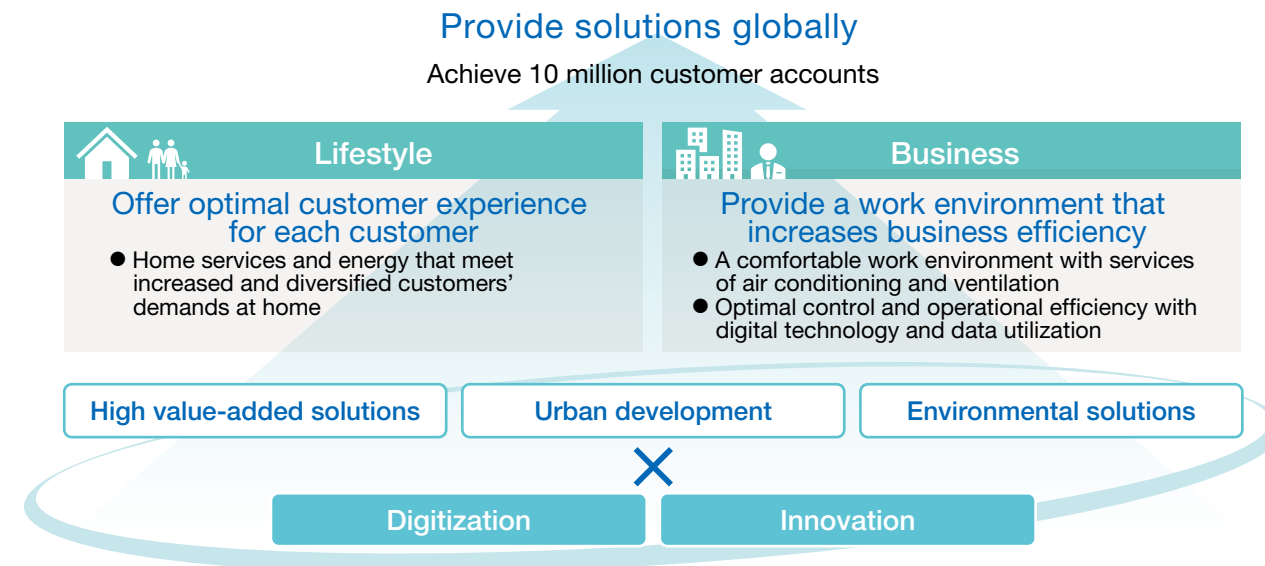 Provide solutions globally
Achieve 10 million customer accounts
Lifestyle
Offer optimal customer experience
for each customer
● Home services and energy that meet
increased and diversified customers’
demands at home
Business
Provide a work environment that
increases business efficiency
● A comfortable work environment with services
of air conditioning and ventilation
● Optimal control and operational efficiency with
digital technology and data utilization
High value-added solutions
Urban development
Environmental solutions
×
Digitization
Innovation